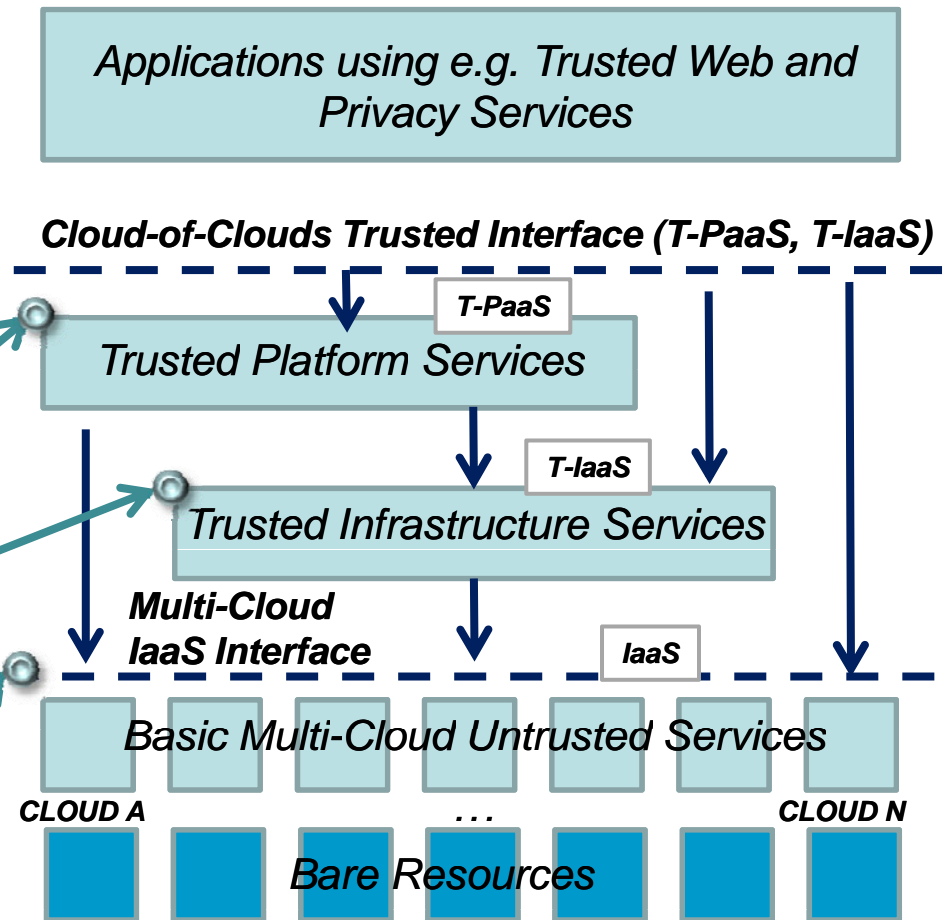 Applications using e.g. Trusted Web and
Privacy Services
Cloud-of-Clouds Trusted Interface (T-PaaS, T-IaaS)
T-PaaS
Trusted Platform Services
T-IaaS
Trusted Infrastructure Services
Multi-Cloud
IaaS Interface
IaaS
Basic Multi-Cloud Untrusted Services
CLOUD A
...
CLOUD N
Bare Resources